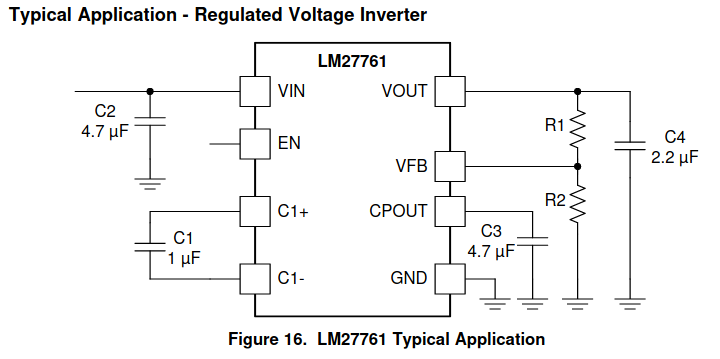 Typical Application - Regulated Voltage Inverter
LM27761
VIN
VOUT
C2
4.7 µF
R1
C4
2.2 µF
EN
VFB
R2
C1+
CPOUT
C1
1 µF
C3
4.7 µF
C1-
GND
Figure 16. LM27761 Typical Application